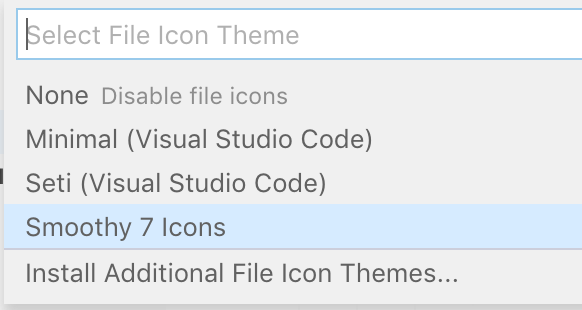 Select File Icon Theme
None Disable file icons
Minimal (Visual Studio Code)
Seti (Visual Studio Code)
Smoothy 7 Icons
Install Additional File Icon Themes...